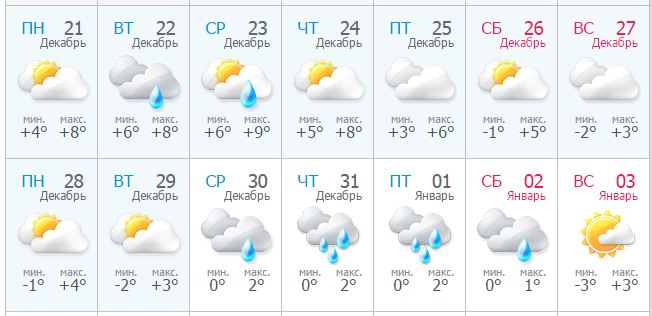 ПН 21 ВТ 22 СР 23 ЧТ 24 ПТ 25 СБ 26 ВС 27
Декабрь Декабрь Декабрь Декабрь Декабрь Декабрь Декабрь
мин. макс. мин. макс. мин. макс. мин. макс. мин. макс. мин. макс. мин. макс.
+4° +8° +6° +8° +6° +9° +5° +8° +3° +6° -1° +5° -2° +3°
ПН 28 ВТ 29 СР 30 ЧТ 31 ПТ 01 СБ 02 ВС 03
Декабрь Декабрь Декабрь Декабрь Январь Январь Январь
мин. макс. мин. макс. мин. макс. мин. макс. мин. макс. мин. макс. мин. макс.
-1° +4° -2° +3° 0° 2° 0° 2° 0° 2° 0° 1° -3° +3°